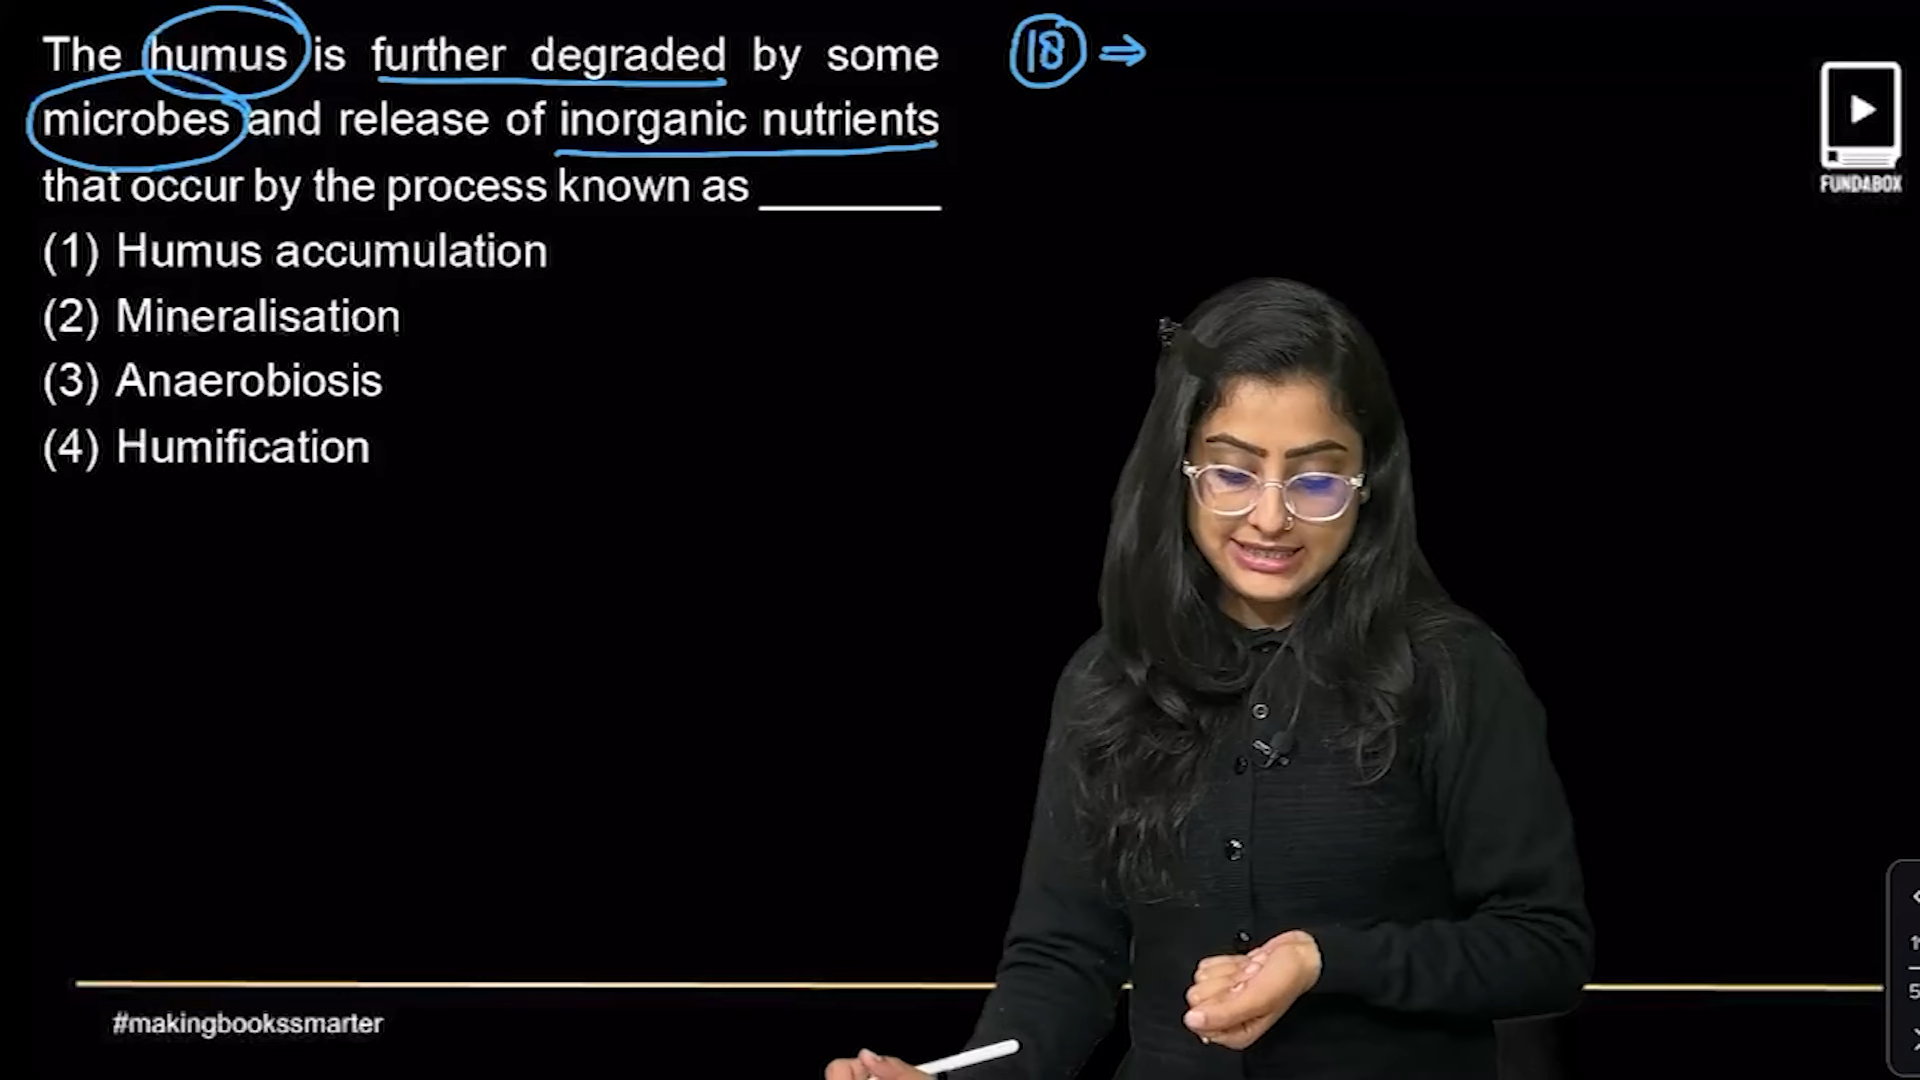 The humus is further degraded by some
microbes and release of inorganic nutrients
that occur by the process known as ________
(1) Humus accumulation
(2) Mineralisation
(3) Anaerobiosis
(4) Humification
18 ⇒
FUNDABOX
#makingbookssmarter